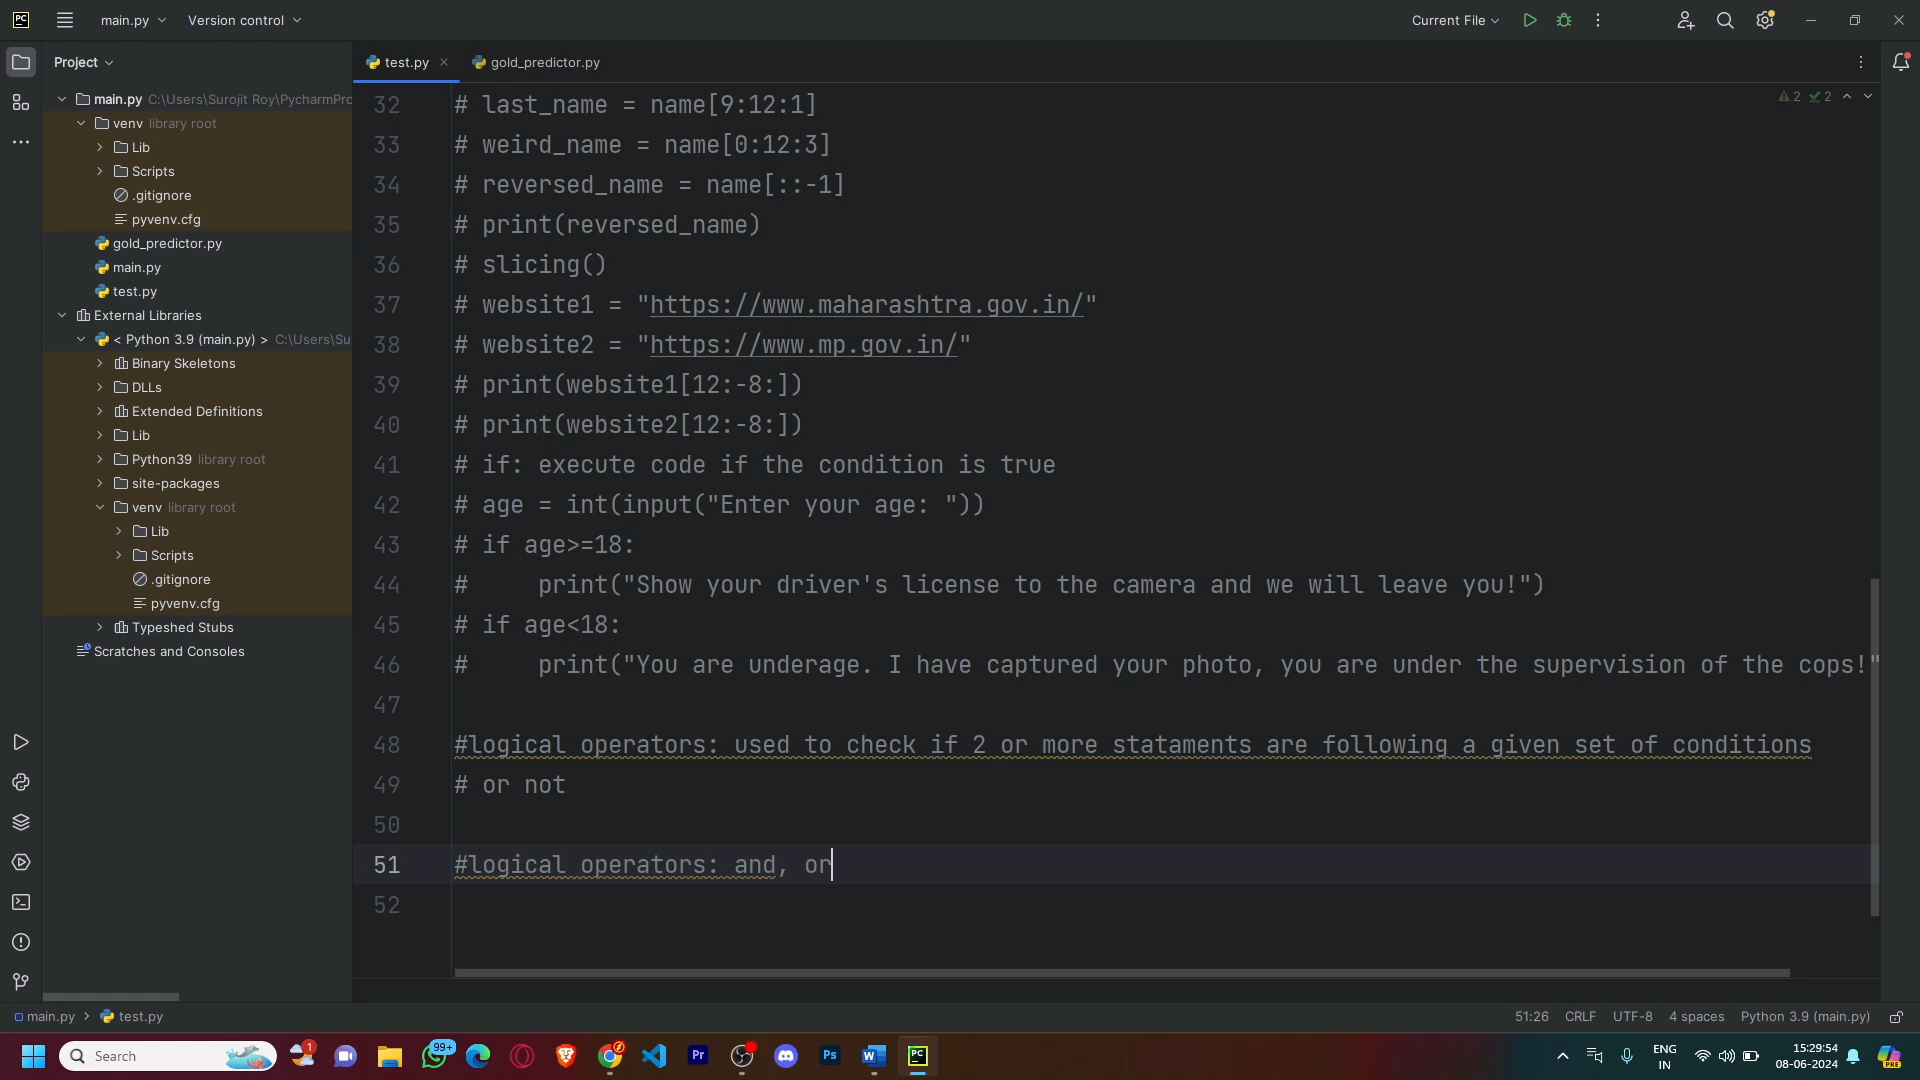 PC
main.py
Version control
Current File
Project
test.py
gold_predictor.py
main.py C:\Users\Surojit Roy\PycharmPro
venv library root
Lib
Scripts
.gitignore
pyvenv.cfg
gold_predictor.py
main.py
test.py
External Libraries
< Python 3.9 (main.py) > C:\Users\Su
Binary Skeletons
DLLs
Extended Definitions
Lib
Python39 library root
site-packages
venv library root
Lib
Scripts
.gitignore
pyvenv.cfg
Typeshed Stubs
Scratches and Consoles
2 2
32 # last_name = name[9:12:1]
33 # weird_name = name[0:12:3]
34 # reversed_name = name[::-1]
35 # print(reversed_name)
36 # slicing()
37 # website1 = "https://www.maharashtra.gov.in/"
38 # website2 = "https://www.mp.gov.in/"
39 # print(website1[12:-8:])
40 # print(website2[12:-8:])
41 # if: execute code if the condition is true
42 # age = int(input("Enter your age: "))
43 # if age>=18:
44 #     print("Show your driver's license to the camera and we will leave you!")
45 # if age<18:
46 #     print("You are underage. I have captured your photo, you are under the supervision of the cops!"
47
48 #logical operators: used to check if 2 or more stataments are following a given set of conditions
49 # or not
50
51 #logical operators: and, or
52
main.py > test.py
51:26 CRLF UTF-8 4 spaces Python 3.9 (main.py)
Search
1
99+
Pr
Ps
W
PC
ENG
IN
15:29:54
08-06-2024
PRE